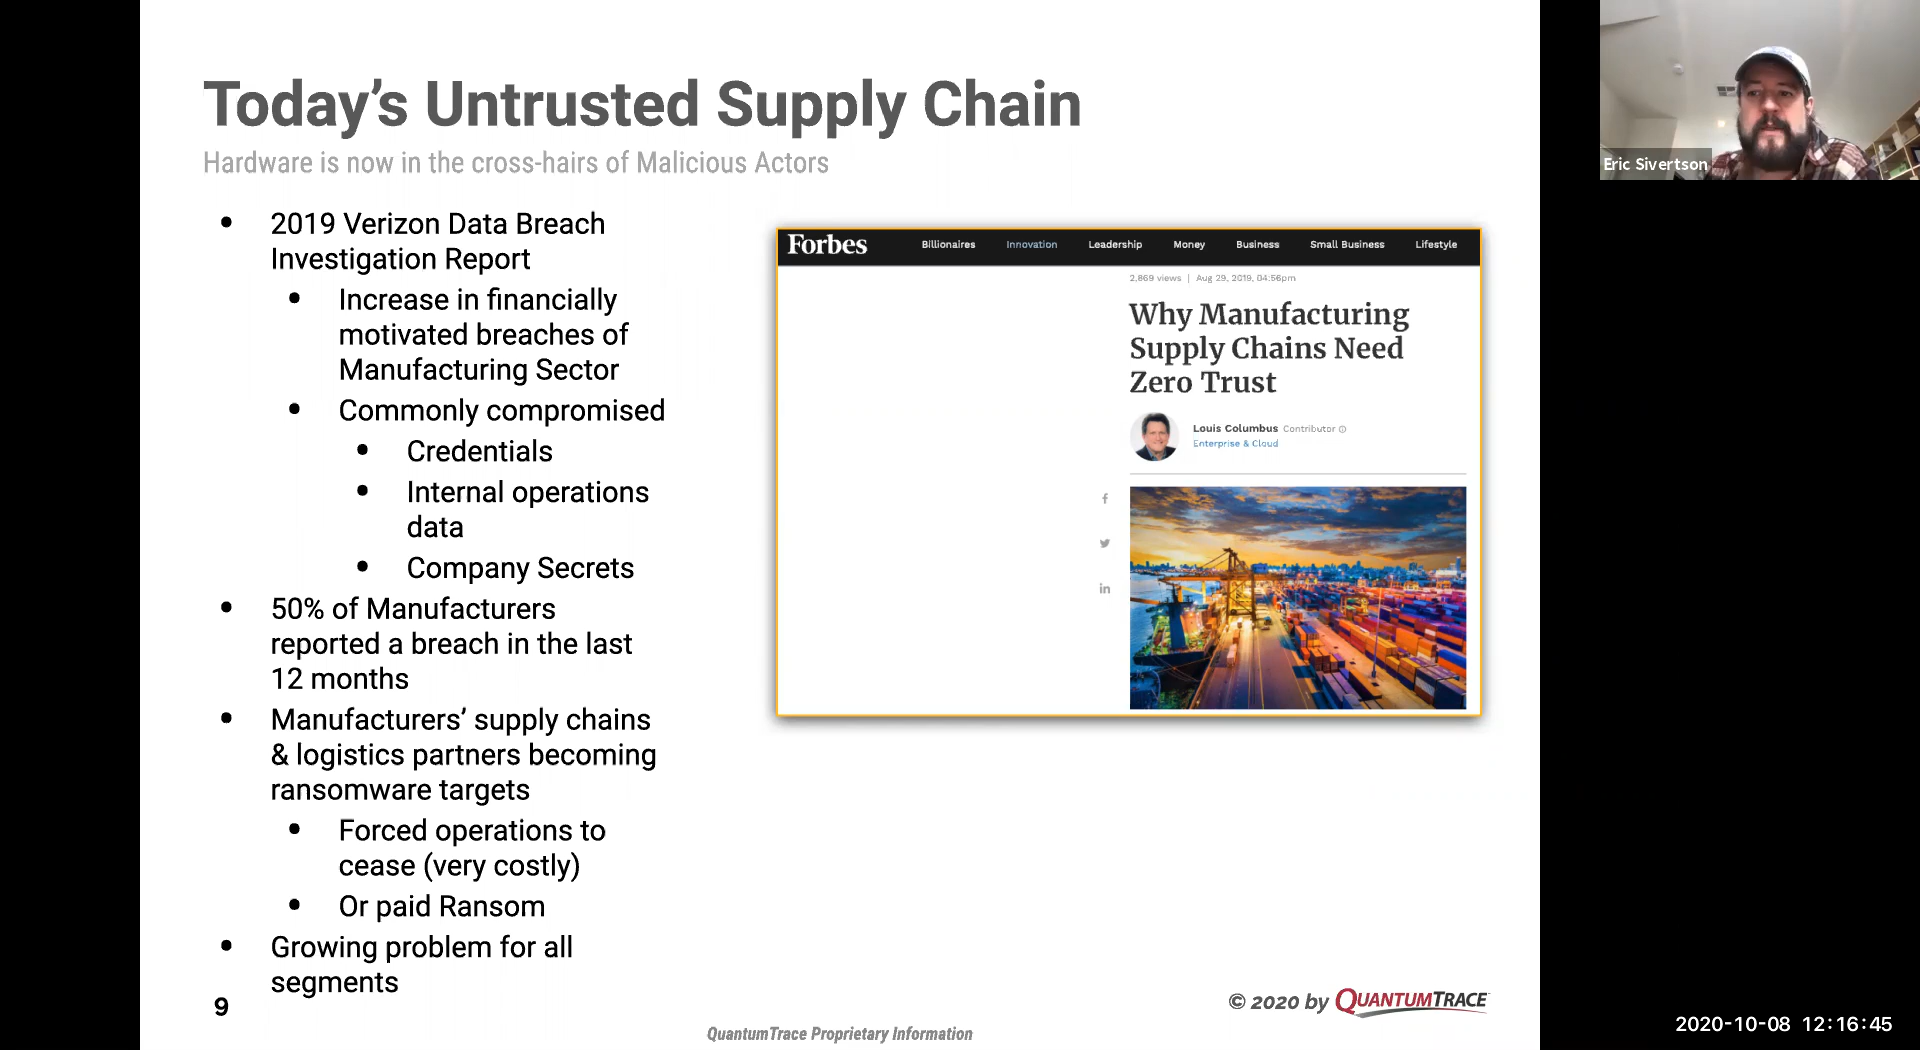 Today's Untrusted Supply Chain
Hardware is now in the cross-hairs of Malicious Actors
• 2019 Verizon Data Breach
Investigation Report
• Increase in financially
motivated breaches of
Manufacturing Sector
• Commonly compromised
• Credentials
• Internal operations
data
• Company Secrets
• 50% of Manufacturers
reported a breach in the last
12 months
• Manufacturers' supply chains
& logistics partners becoming
ransomware targets
• Forced operations to
cease (very costly)
• Or paid Ransom
• Growing problem for all
segments
Forbes Billionaires Innovation Leadership Money Business Small Business Lifestyle
2,869 views | Aug 29, 2019, 04:56pm
Why Manufacturing
Supply Chains Need
Zero Trust
Louis Columbus Contributor
Enterprise & Cloud
f
in
9
© 2020 by QUANTUMTRACE
QuantumTrace Proprietary Information
Eric Sivertson
2020-10-08 12:16:45